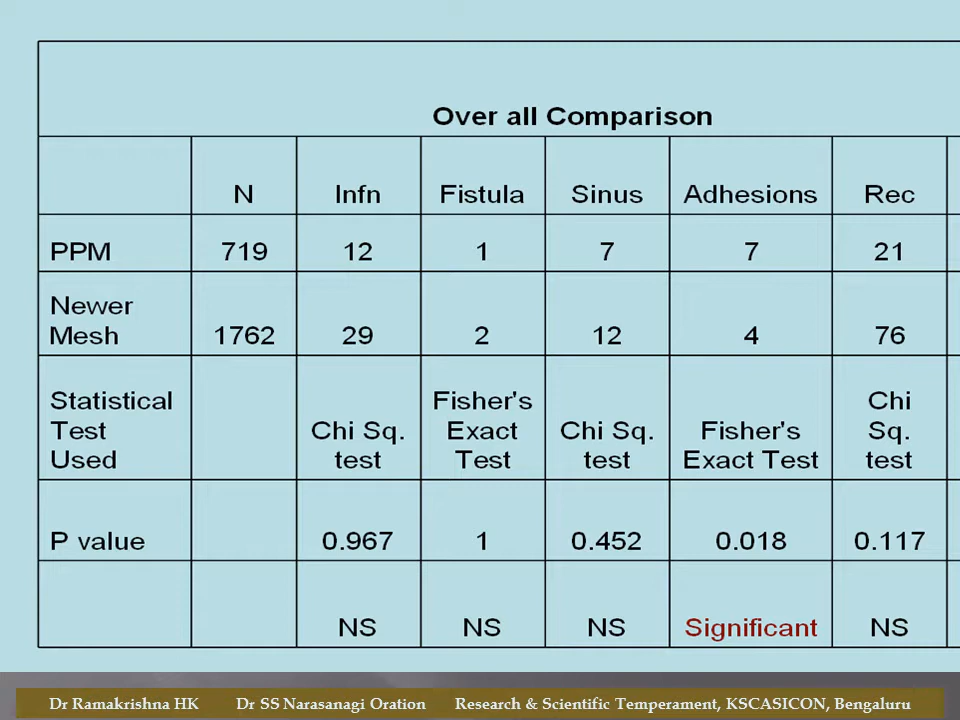 Over all Comparison
N Infn Fistula Sinus Adhesions Rec
PPM 719 12 1 7 7 21
Newer
Mesh 1762 29 2 12 4 76
Statistical
Test
Used
Chi Sq.
test
Fisher's
Exact
Test
Chi Sq.
test
Fisher's
Exact Test
Chi
Sq.
test
P value 0.967 1 0.452 0.018 0.117
NS NS NS Significant NS
Dr Ramakrishna HK Dr SS Narasanagi Oration Research & Scientific Temperament, KSCASICON, Bengaluru